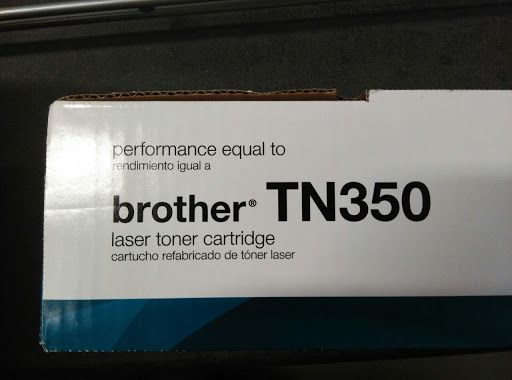 performance equal to
rendimiento igual a
brother® TN350
laser toner cartridge
cartucho refabricado de tóner laser